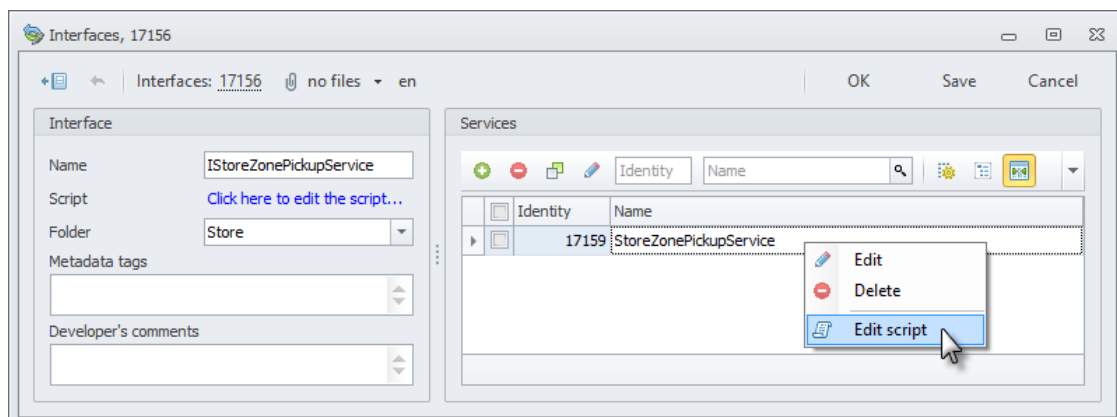 Interfaces, 17156
Interfaces: 17156 no files en OK Save Cancel
Interface
Name IStoreZonePickupService
Script Click here to edit the script...
Folder Store
Metadata tags
Developer's comments
Services
Identity Name
Identity Name
17159 StoreZonePickupService
Edit
Delete
Edit script